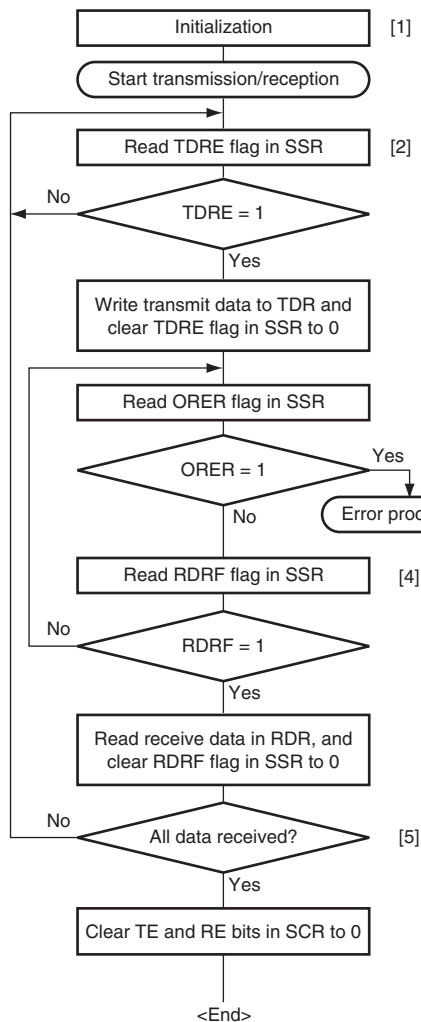 Initialization [1]
Start transmission/reception
Read TDRE flag in SSR [2]
No
TDRE = 1
Yes
Write transmit data to TDR and
clear TDRE flag in SSR to 0
Read ORER flag in SSR
Yes
ORER = 1
No
Error proc
Read RDRF flag in SSR [4]
No
RDRF = 1
Yes
Read receive data in RDR, and
clear RDRF flag in SSR to 0
No
All data received? [5]
Yes
Clear TE and RE bits in SCR to 0
<End>